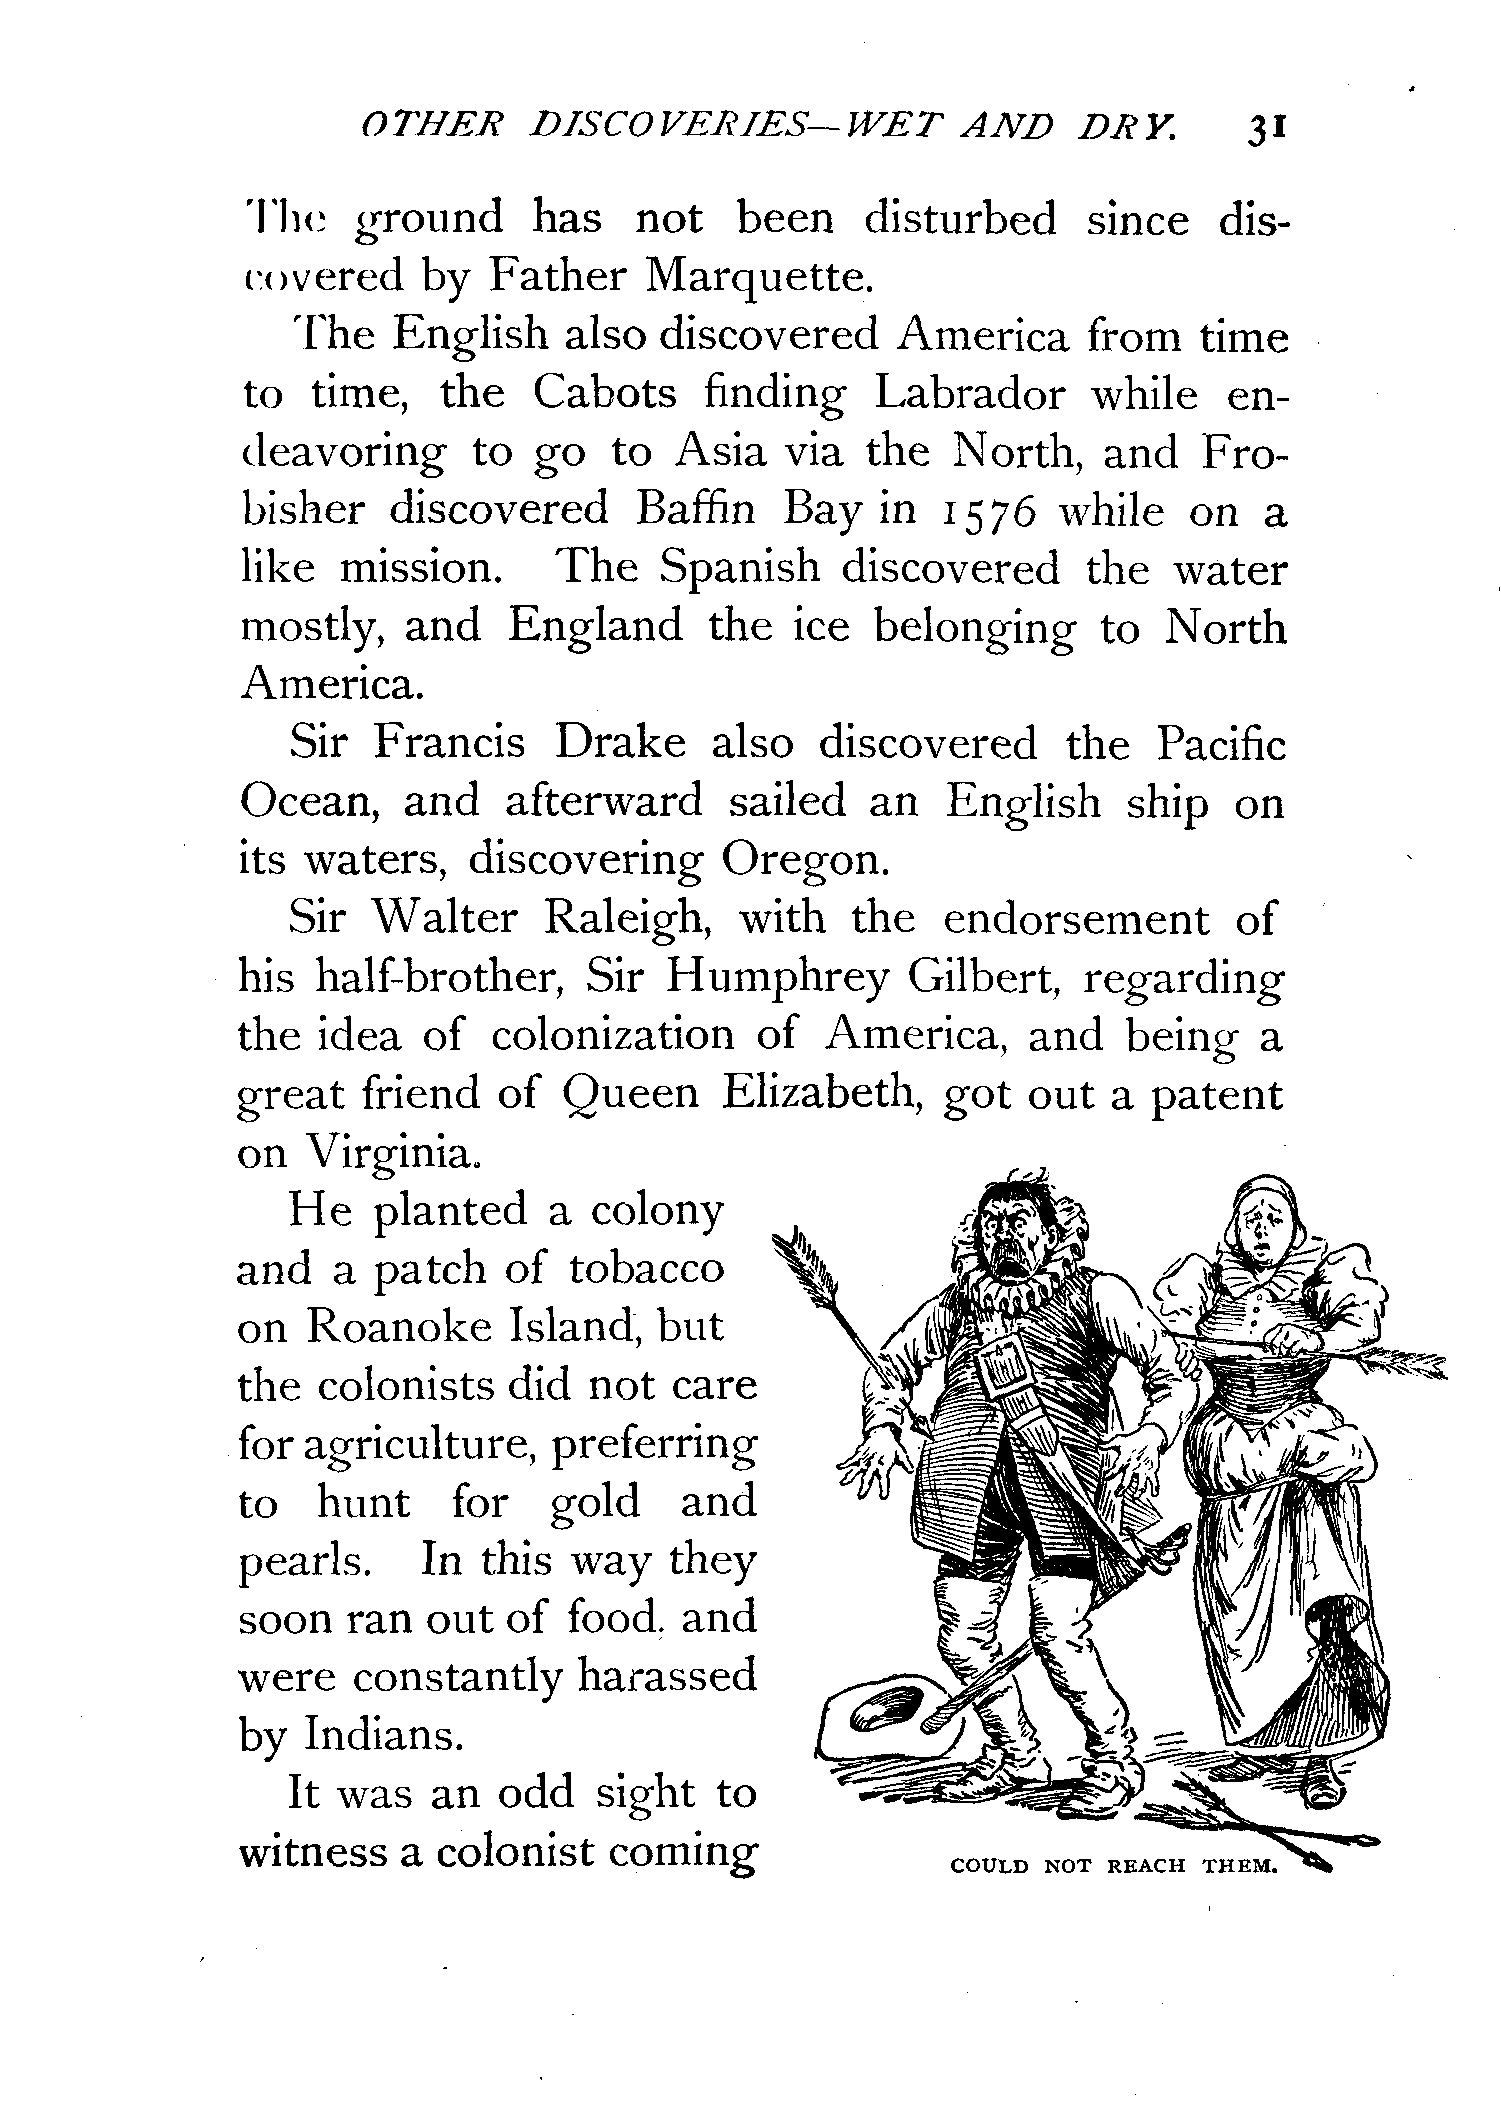 OTHER DISCOVERIES—WET AND DRY. 31
The ground has not been disturbed since dis-
covered by Father Marquette.
The English also discovered America from time
to time, the Cabots finding Labrador while en-
deavoring to go to Asia via the North, and Fro-
bisher discovered Baffin Bay in 1576 while on a
like mission. The Spanish discovered the water
mostly, and England the ice belonging to North
America.
Sir Francis Drake also discovered the Pacific
Ocean, and afterward sailed an English ship on
its waters, discovering Oregon.
Sir Walter Raleigh, with the endorsement of
his half-brother, Sir Humphrey Gilbert, regarding
the idea of colonization of America, and being a
great friend of Queen Elizabeth, got out a patent
on Virginia.
He planted a colony
and a patch of tobacco
on Roanoke Island, but
the colonists did not care
for agriculture, preferring
to hunt for gold and
pearls. In this way they
soon ran out of food, and
were constantly harassed
by Indians.
It was an odd sight to
witness a colonist coming
COULD NOT REACH THEM.